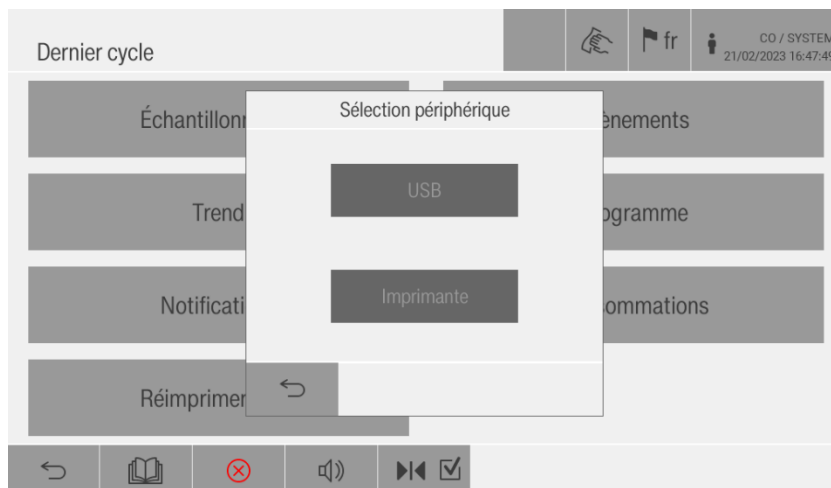 Dernier cycle
fr
CO / SYSTEM
21/02/2023 16:47:49
Sélection périphérique
USB
Imprimante
Échantillonn
ènements
Trend
ogramme
Notificati
ommations
Réimprimer